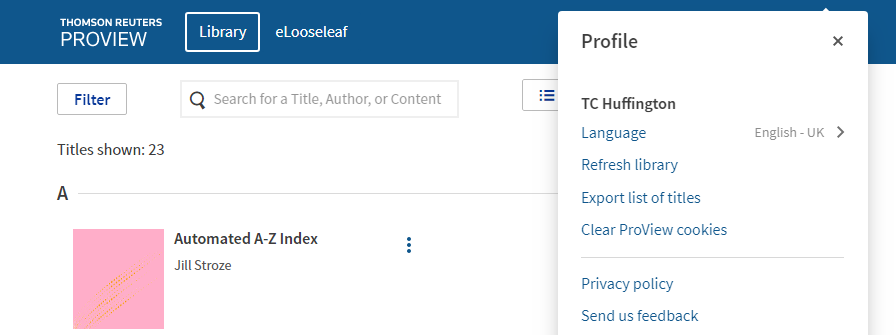 THOMSON REUTERS
PROVIEW
Library
eLooseleaf
Filter
Search for a Title, Author, or Content
Titles shown: 23
A
Automated A-Z Index
Jill Stroze
Profile
TC Huffington
Language English - UK
Refresh library
Export list of titles
Clear ProView cookies
Privacy policy
Send us feedback